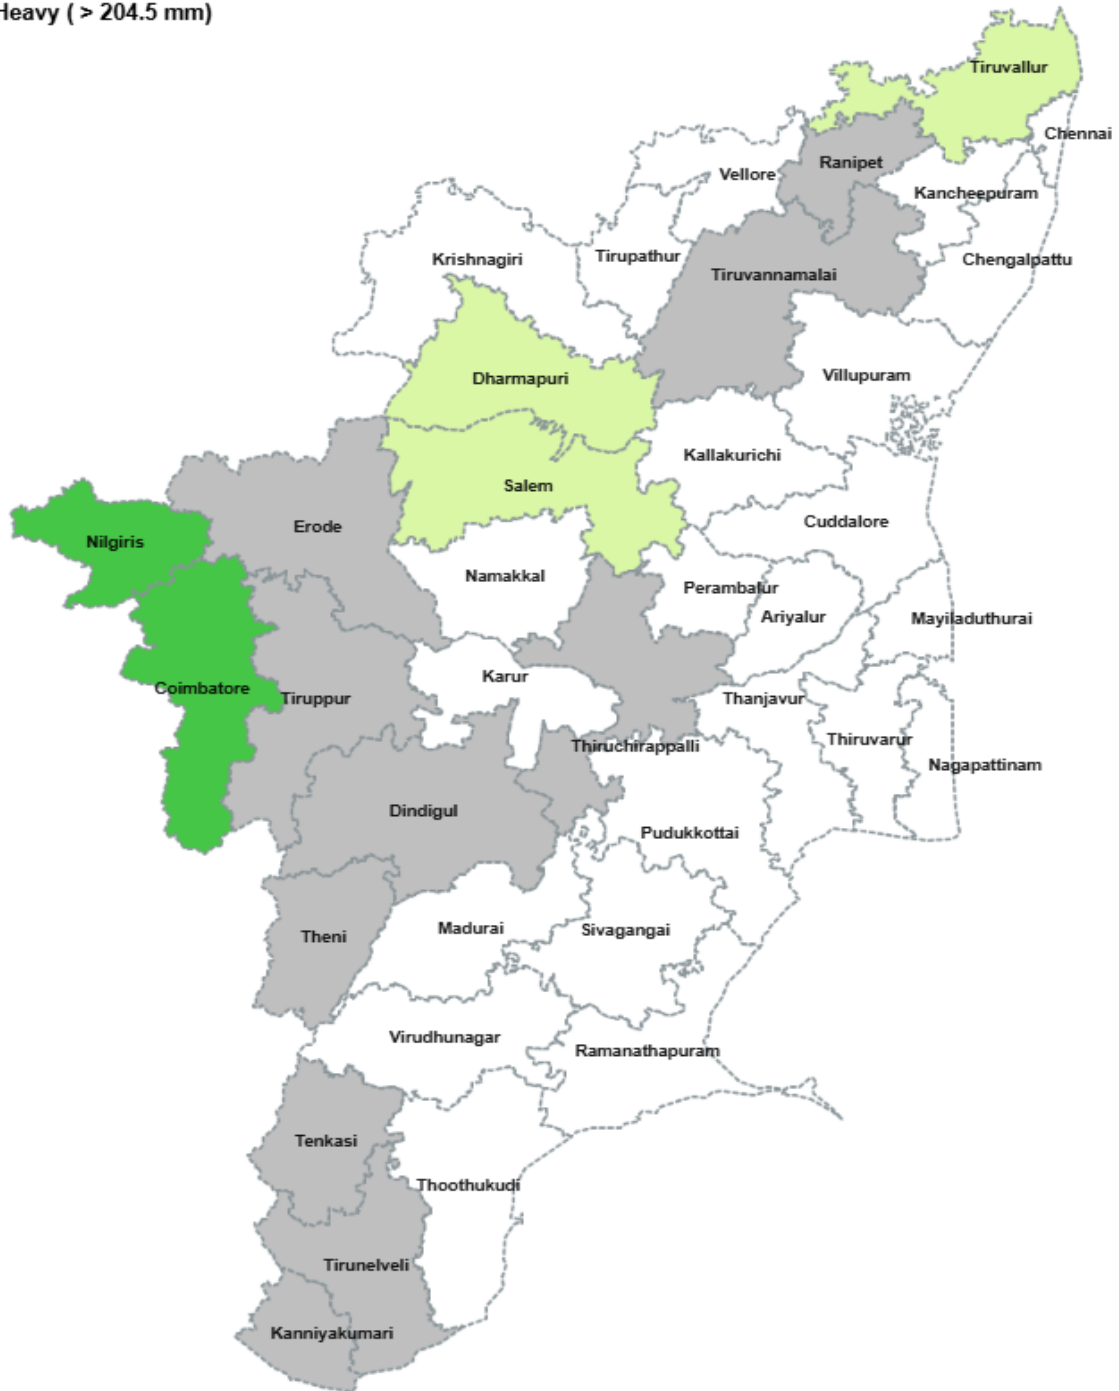 Heavy ( > 204.5 mm)
Tiruvallur
Chennai
Ranipet
Vellore
Kancheepuram
Krishnagiri
Tirupathur
Chengalpattu
Tiruvannamalai
Dharmapuri
Villupuram
Kallakurichi
Salem
Cuddalore
Erode
Nilgiris
Namakkal
Perambalur
Ariyalur
Mayiladuthurai
Karur
Coimbatore
Tiruppur
Thanjavur
Thiruchirappalli
Thiruvarur
Nagapattinam
Dindigul
Pudukkottai
Madurai
Sivagangai
Theni
Virudhunagar
Ramanathapuram
Tenkasi
Thoothukudi
Tirunelveli
Kanniyakumari